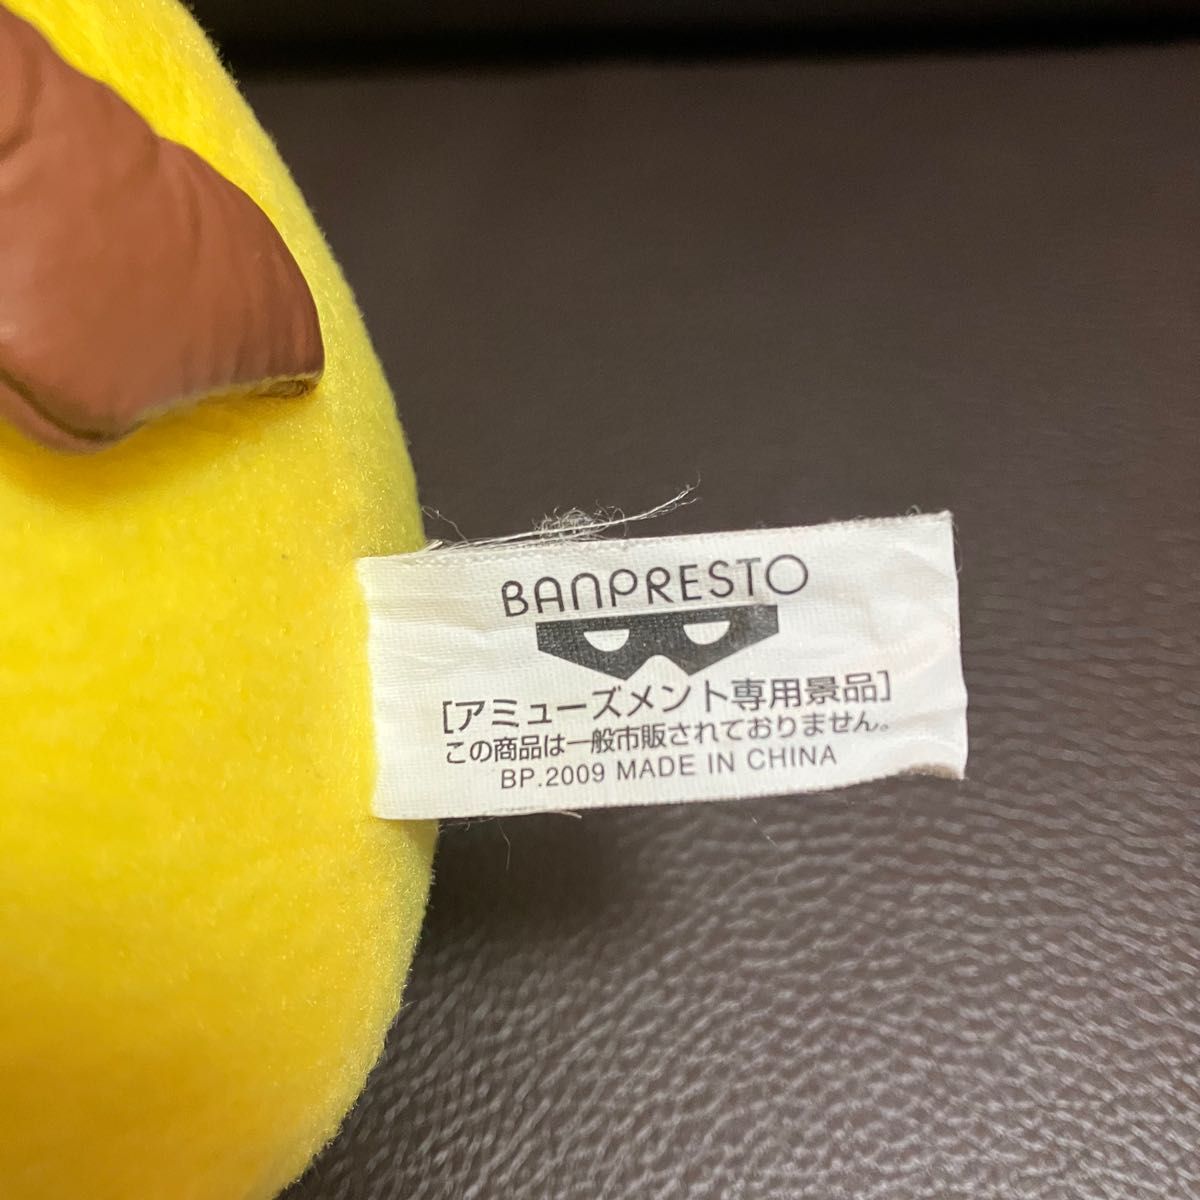 BANPRESTO
[アミューズメント専用景品]
この商品は一般市販されておりません。
BP.2009 MADE IN CHINA